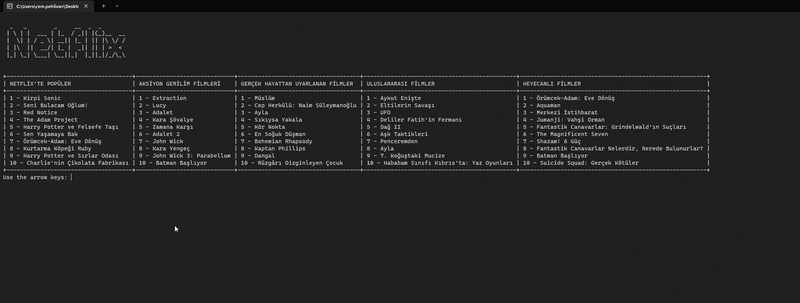 C:\Users\cem.pehlivan\Deskto
Netflix
NETFLİX'TE POPÜLER | AKSİYON GERİLİM FİLMLERİ | GERÇEK HAYATTAN UYARLANAN FİLMLER | ULUSLARARASI FİLMLER | HEYECANLI FİLMLER
1 - Kirpi Sonic | 1 - Extraction | 1 - Müslüm | 1 - Aykut Enişte | 1 - Örümcek-Adam: Eve Dönüş
2 - Seni Bulacam Oğlum! | 2 - Lucy | 2 - Cep Herkülü: Naim Süleymanoğlu | 2 - Eltilerin Savaşı | 2 - Aquaman
3 - Red Notice | 3 - Adalet | 3 - Ayla | 3 - UFO | 3 - Merkezi İstihbarat
4 - The Adam Project | 4 - Kara Şövalye | 4 - Sıkıysa Yakala | 4 - Deliler Fatih'in Fermanı | 4 - Jumanji: Vahşi Orman
5 - Harry Potter ve Felsefe Taşı | 5 - Zamana Karşı | 5 - Kör Nokta | 5 - Dağ II | 5 - Fantastik Canavarlar: Grindelwald'ın Suçları
6 - Sen Yaşamaya Bak | 6 - Adalet 2 | 6 - En Soğuk Düşman | 6 - Aşk Taktikleri | 6 - The Magnificent Seven
7 - Örümcek-Adam: Eve Dönüş | 7 - John Wick | 7 - Bohemian Rhapsody | 7 - Penceremden | 7 - Shazam! 6 Güç
8 - Kurtarma Köpeği Ruby | 8 - Hara Yengeç | 8 - Kaptan Phillips | 8 - Ayla | 8 - Fantastik Canavarlar Nelerdir, Nerede Bulunurlar?
9 - Harry Potter ve Sırlar Odası | 9 - John Wick 3: Parabellum | 9 - Dangal | 9 - 7. Koğuştaki Mucize | 9 - Batman Başlıyor
10 - Charlie'nin Çikolata Fabrikası | 10 - Batman Başlıyor | 10 - Rüzgârı Dizginleyen Çocuk | 10 - Hababam Sınıfı Kıbrıs'ta: Yaz Oyunları | 10 - Suicide Squad: Gerçek Kötüler
Use the arrow keys: